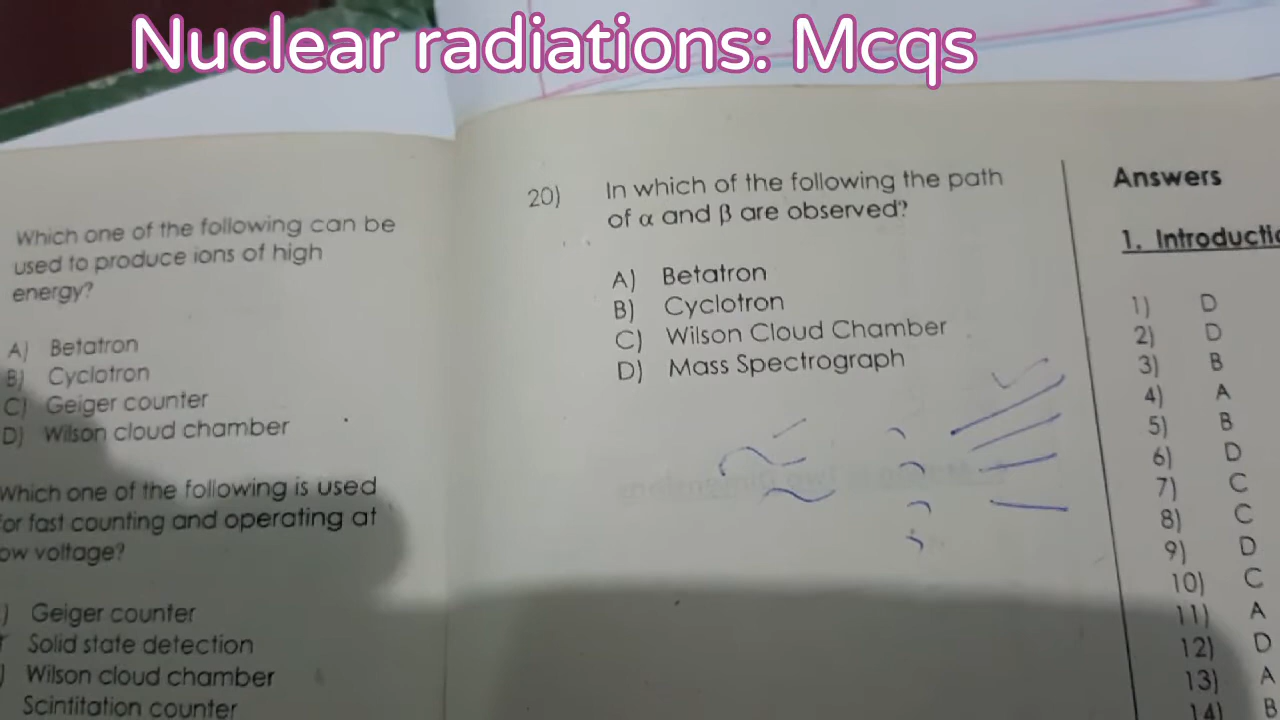 Nuclear radiations: Mcqs
Which one of the following can be
used to produce ions of high
energy?
A) Betatron
B) Cyclotron
C) Geiger counter
D) Wilson cloud chamber
Which one of the following is used
for fast counting and operating at
ow voltage?
) Geiger counter
Solid state detection
) Wilson cloud chamber
Scintitation counter
20) In which of the following the path
of α and β are observed?
A) Betatron
B) Cyclotron
C) Wilson Cloud Chamber
D) Mass Spectrograph
Answers
1. Introductio
1) D
2) D
3) B
4) A
5) B
6) D
7) C
8) C
9) D
10) C
11) A
12) D
13) A
14) B